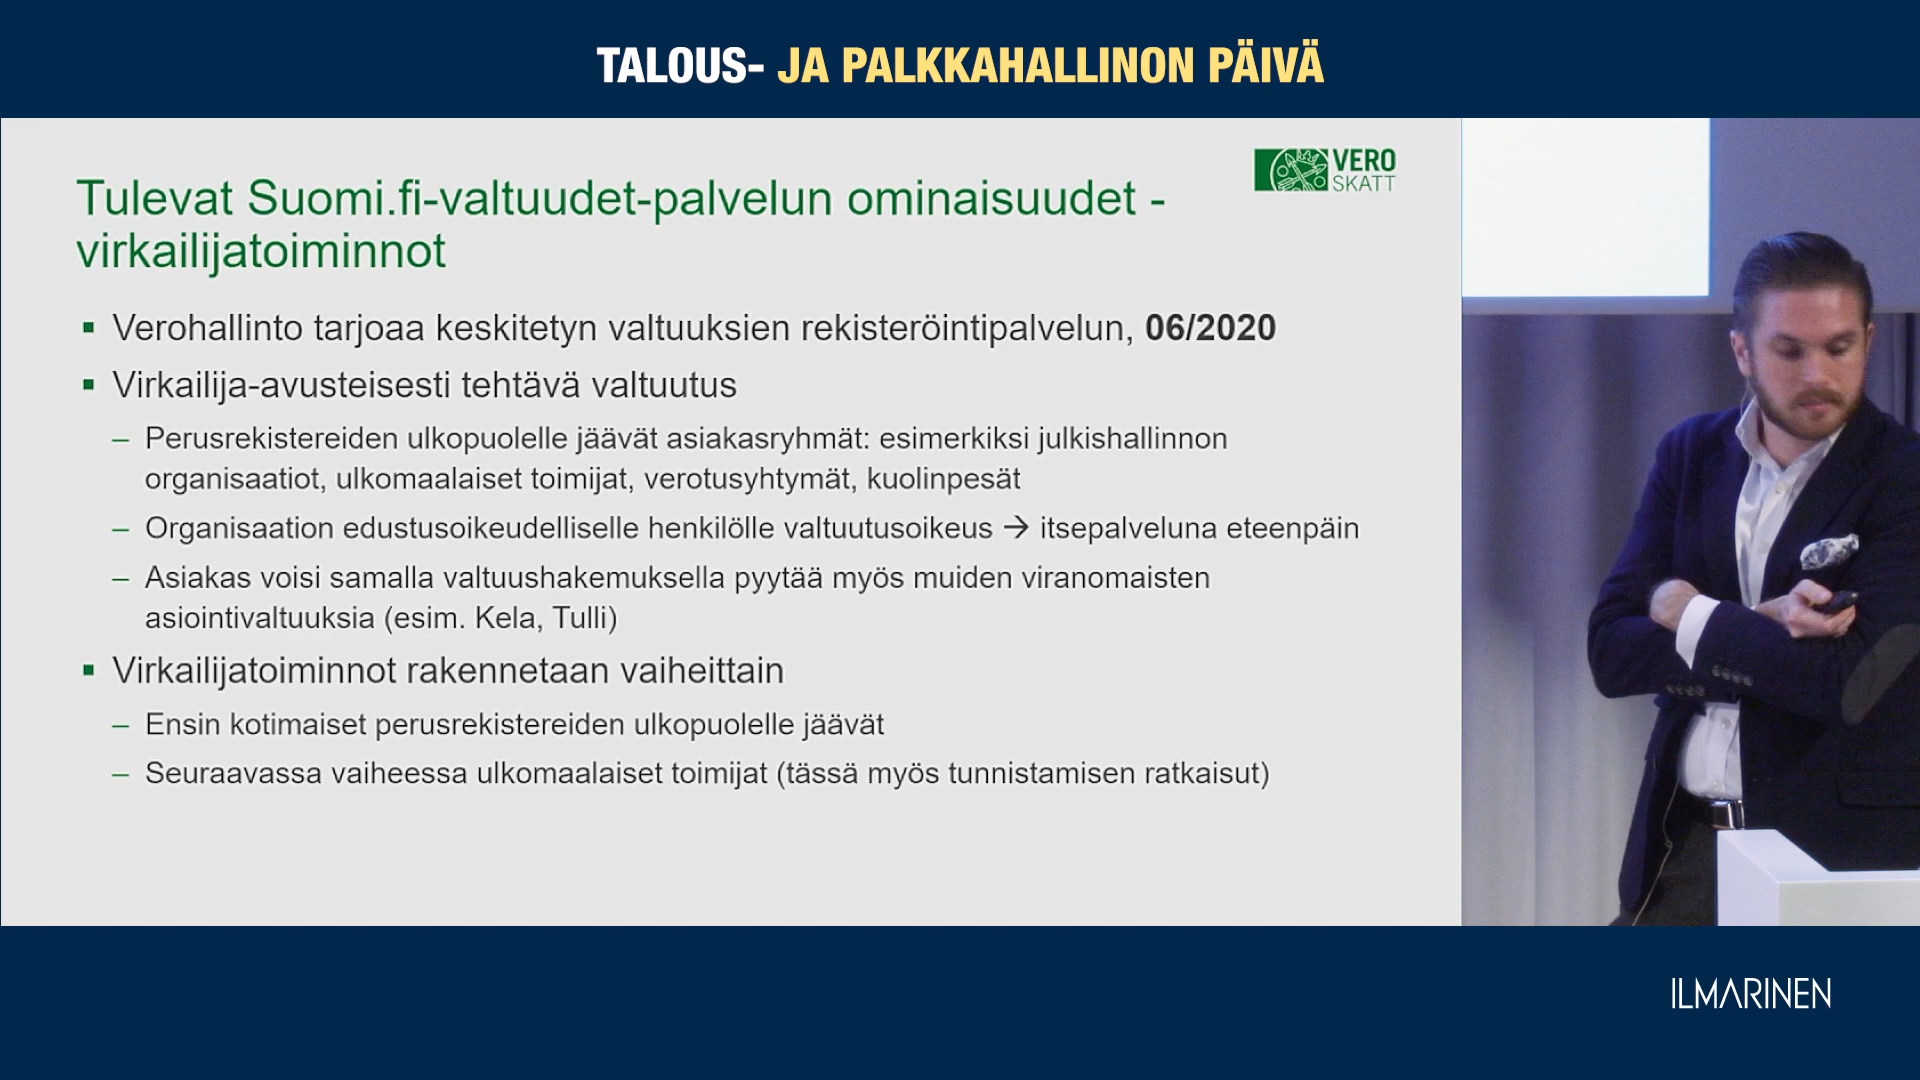 TALOUS- JA PALKKAHALLINON PÄIVÄ
VERO
SKATT
Tulevat Suomi.fi-valtuudet-palvelun ominaisuudet -
virkailijatoiminnot
▪ Verohallinto tarjoaa keskitetyn valtuuksien rekisteröintipalvelun, 06/2020
▪ Virkailija-avusteisesti tehtävä valtuutus
– Perusrekistereiden ulkopuolelle jäävät asiakasryhmät: esimerkiksi julkishallinnon
organisaatiot, ulkomaalaiset toimijat, verotusyhtymät, kuolinpesät
– Organisaation edustusoikeudelliselle henkilölle valtuutusoikeus → itsepalveluna eteenpäin
– Asiakas voisi samalla valtuushakemuksella pyytää myös muiden viranomaisten
asiointivaltuuksia (esim. Kela, Tulli)
▪ Virkailijatoiminnot rakennetaan vaiheittain
– Ensin kotimaiset perusrekistereiden ulkopuolelle jäävät
– Seuraavassa vaiheessa ulkomaalaiset toimijat (tässä myös tunnistamisen ratkaisut)
ILMARINEN